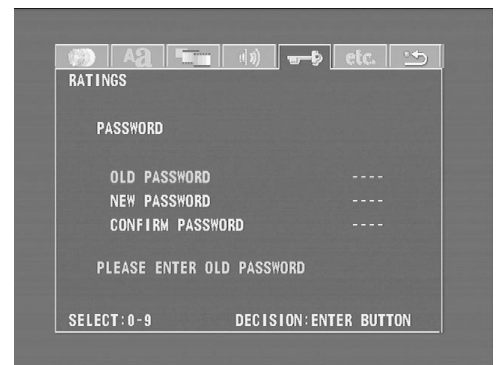 Aa etc.
RATINGS
PASSWORD
OLD PASSWORD ----
NEW PASSWORD ----
CONFIRM PASSWORD ----
PLEASE ENTER OLD PASSWORD
SELECT:0-9 DECISION:ENTER BUTTON